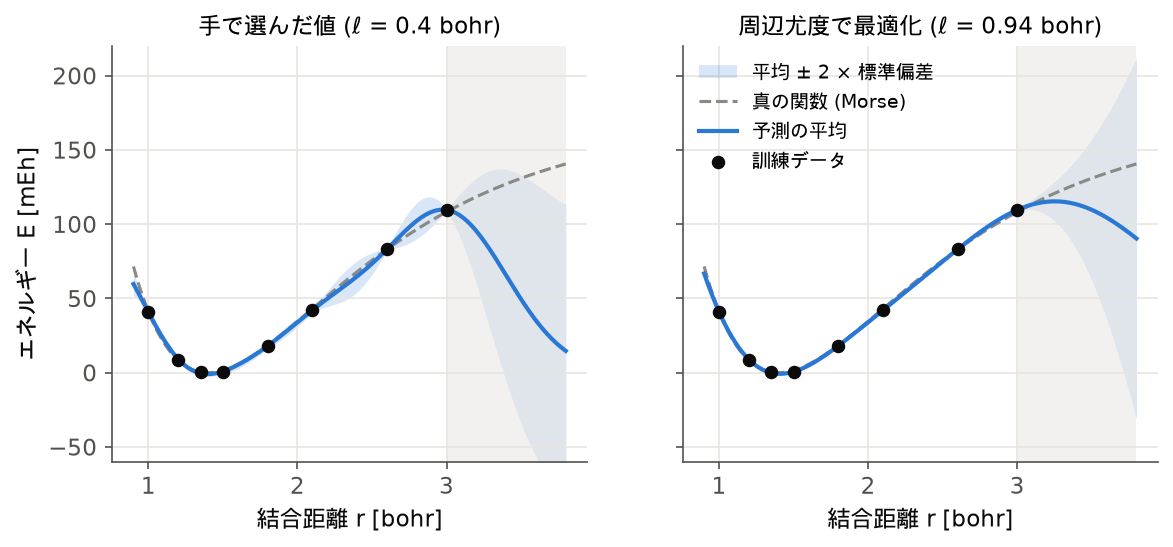 手で選んだ値 (ℓ = 0.4 bohr)
エネルギー E [mEh]
200
150
100
50
0
−50
1
2
3
結合距離 r [bohr]
周辺尤度で最適化 (ℓ = 0.94 bohr)
平均 ± 2 × 標準偏差
真の関数 (Morse)
予測の平均
訓練データ
1
2
3
結合距離 r [bohr]